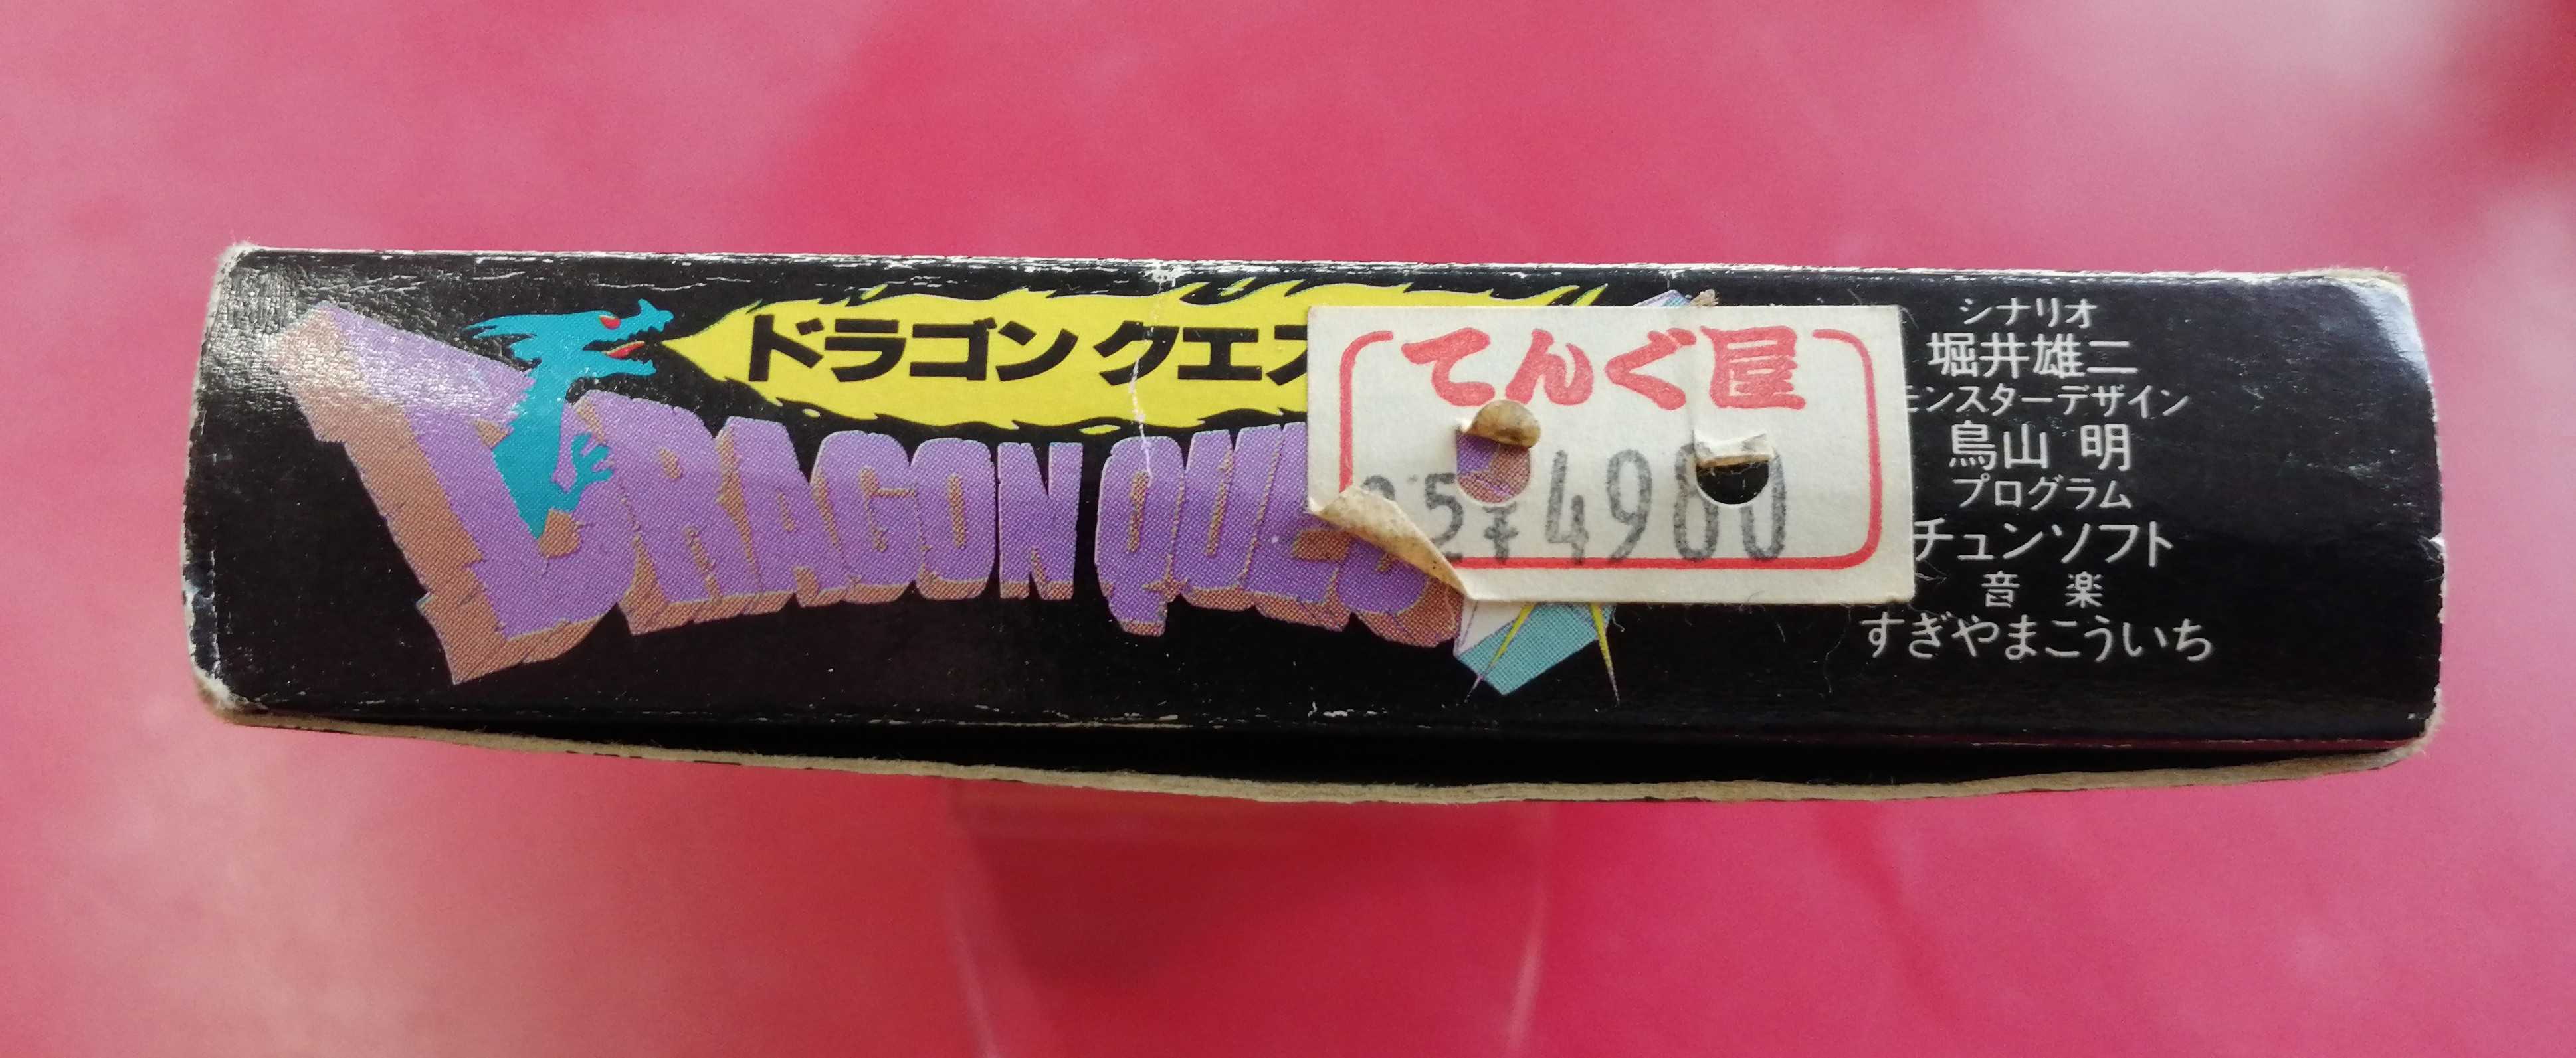 ドラゴン クエス
DRAGON QUES
てんぐ屋
¥4980
シナリオ
堀井雄二
モンスターデザイン
鳥山 明
プログラム
チュンソフト
音 楽
すぎやまこういち